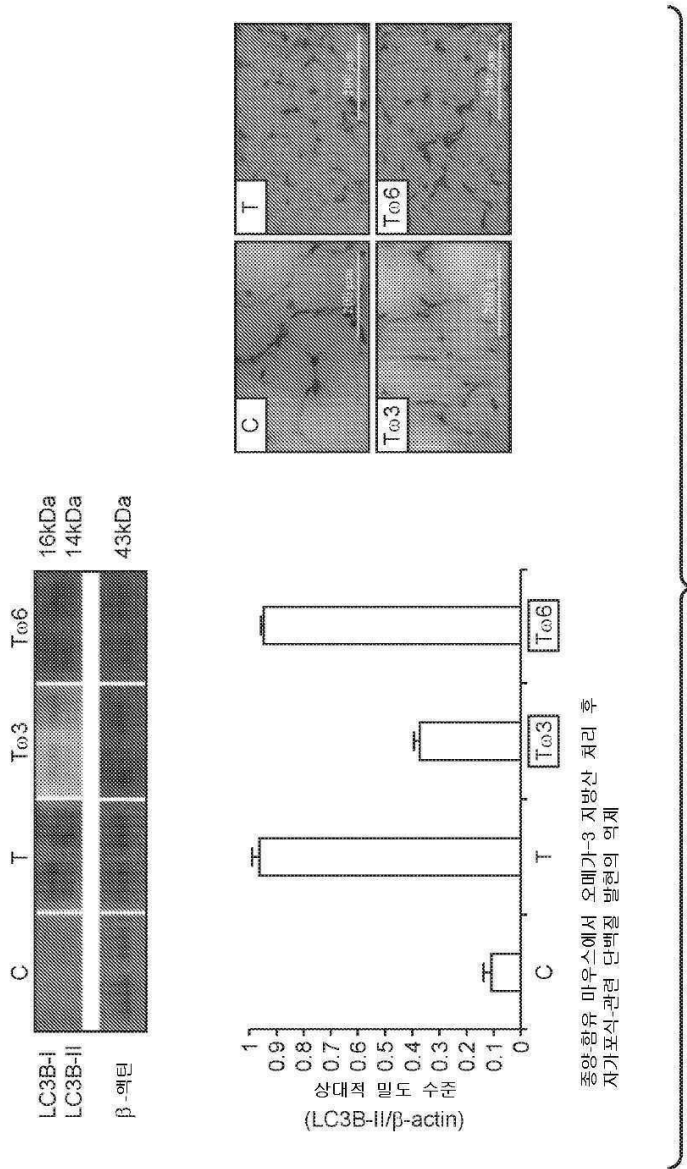 C T Tω3 Tω6
LC3B-I 16kDa
LC3B-II 14kDa
β-액틴 43kDa
상대적 밀도 수준
(LC3B-II/β-actin)
1
0.9
0.8
0.7
0.6
0.5
0.4
0.3
0.2
0.1
0
C T Tω3 Tω6
종양-함유 마우스에서 오메가-3 지방산 처리 후
자가포식-관련 단백질 발현의 억제
C T
Tω3 Tω6